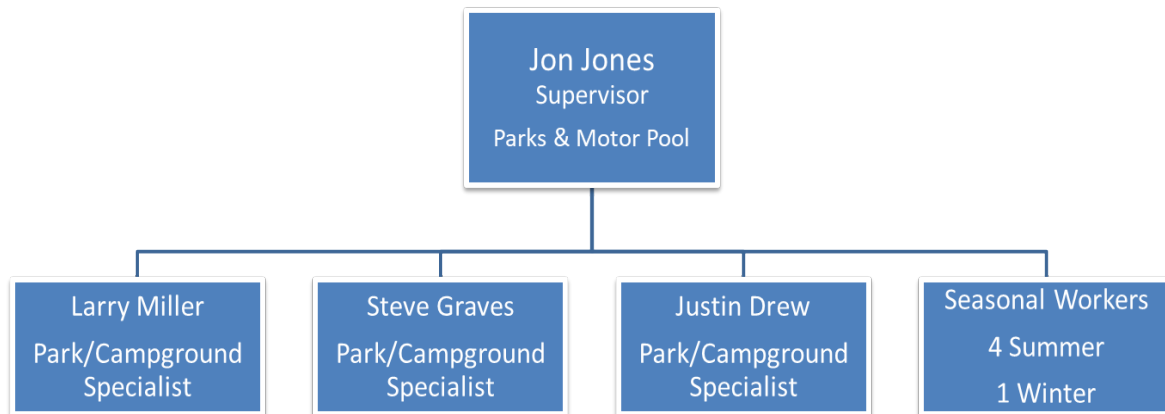 Jon Jones
Supervisor
Parks & Motor Pool
Larry Miller
Park/Campground
Specialist
Steve Graves
Park/Campground
Specialist
Justin Drew
Park/Campground
Specialist
Seasonal Workers
4 Summer
1 Winter